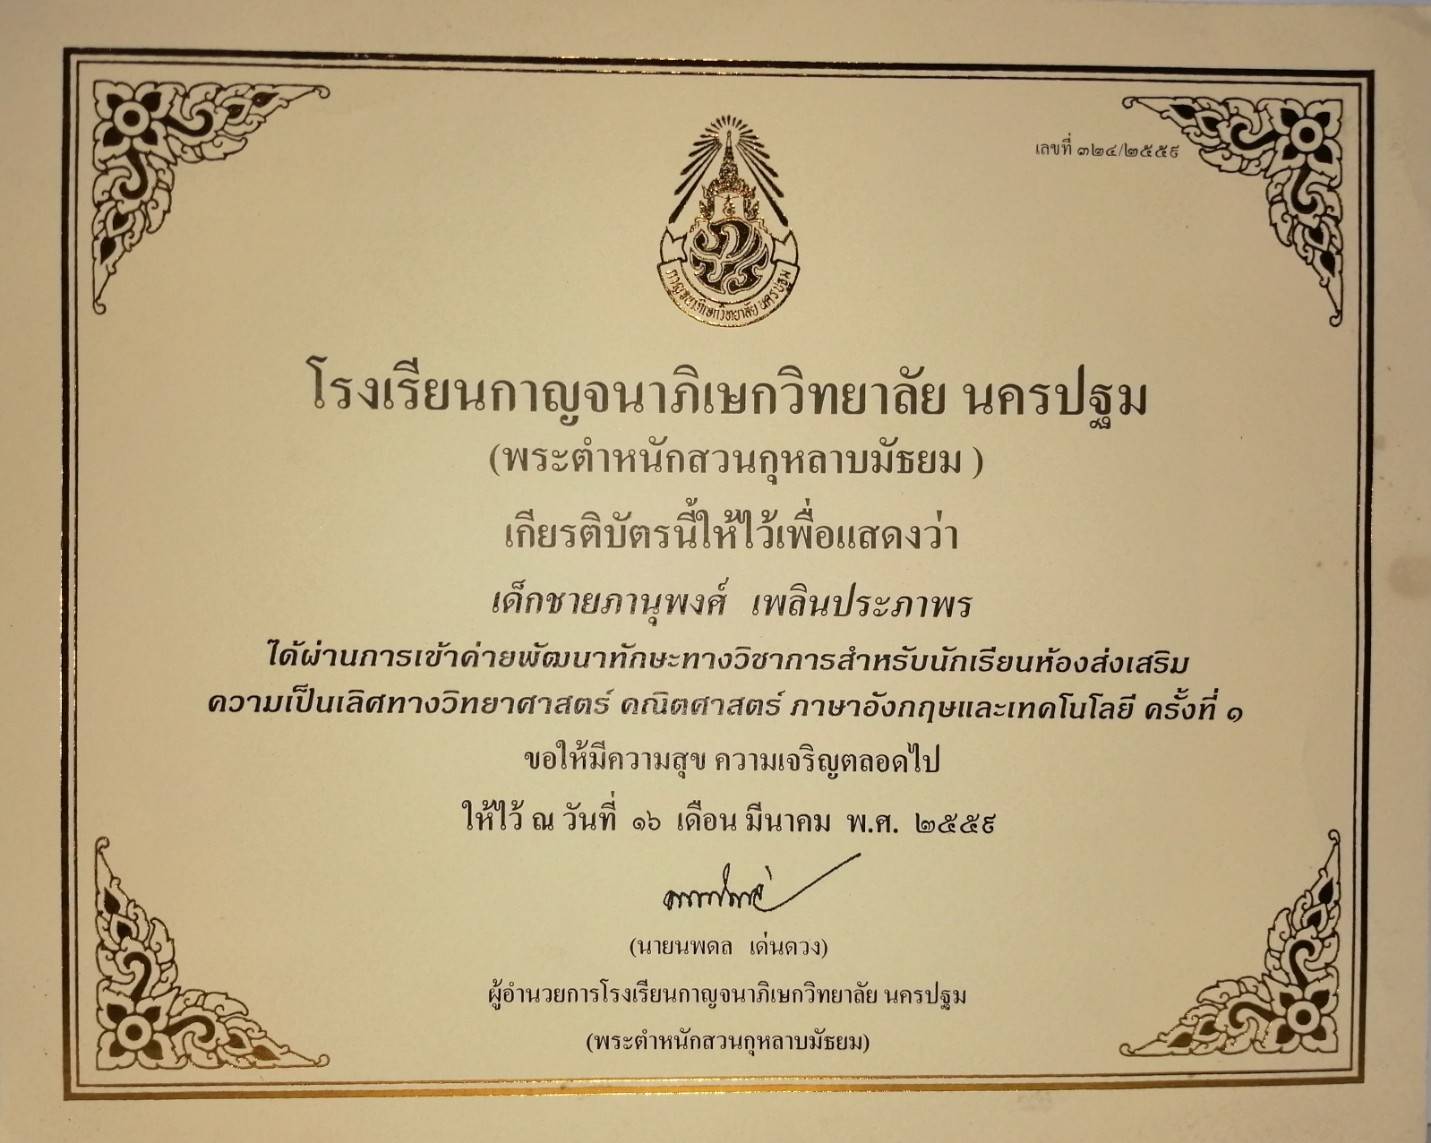 เลขที่ ๓๒๔/๒๕๕๙
กาญจนาภิเษกวิทยาลัย นครปฐม
โรงเรียนกาญจนาภิเษกวิทยาลัย นครปฐม
(พระตำหนักสวนกุหลาบมัธยม )
เกียรติบัตรนี้ให้ไว้เพื่อแสดงว่า
เด็กชายภานุพงศ์ เพลินประภาพร
ได้ผ่านการเข้าค่ายพัฒนาทักษะทางวิชาการสำหรับนักเรียนห้องส่งเสริม
ความเป็นเลิศทางวิทยาศาสตร์ คณิตศาสตร์ ภาษาอังกฤษและเทคโนโลยี ครั้งที่ ๑
ขอให้มีความสุข ความเจริญตลอดไป
ให้ไว้ ณ วันที่ ๑๖ เดือน มีนาคม พ.ศ. ๒๕๕๙
(นายนพดล เด่นดวง)
ผู้อำนวยการโรงเรียนกาญจนาภิเษกวิทยาลัย นครปฐม
(พระตำหนักสวนกุหลาบมัธยม)